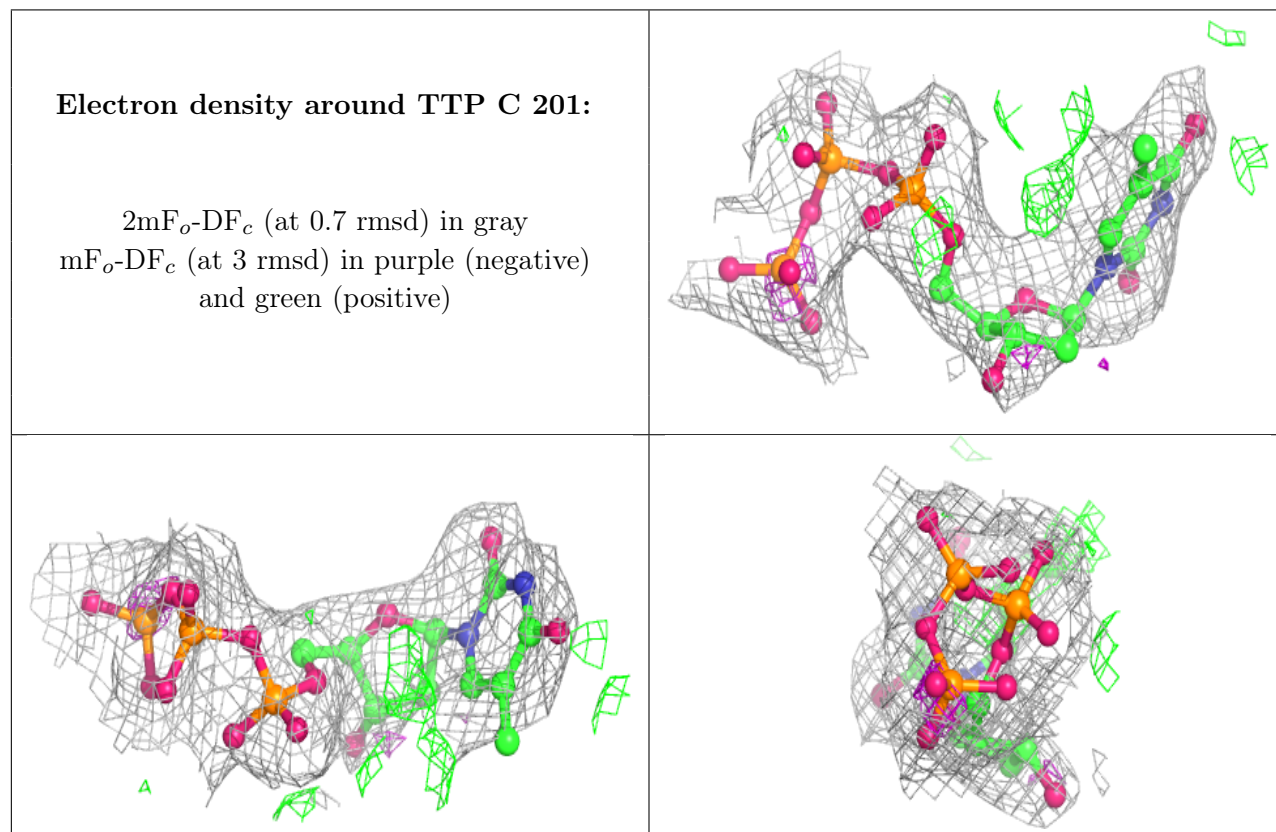 Electron density around TTP C 201:
2mFo-DFc (at 0.7 rmsd) in gray
mFo-DFc (at 3 rmsd) in purple (negative)
and green (positive)